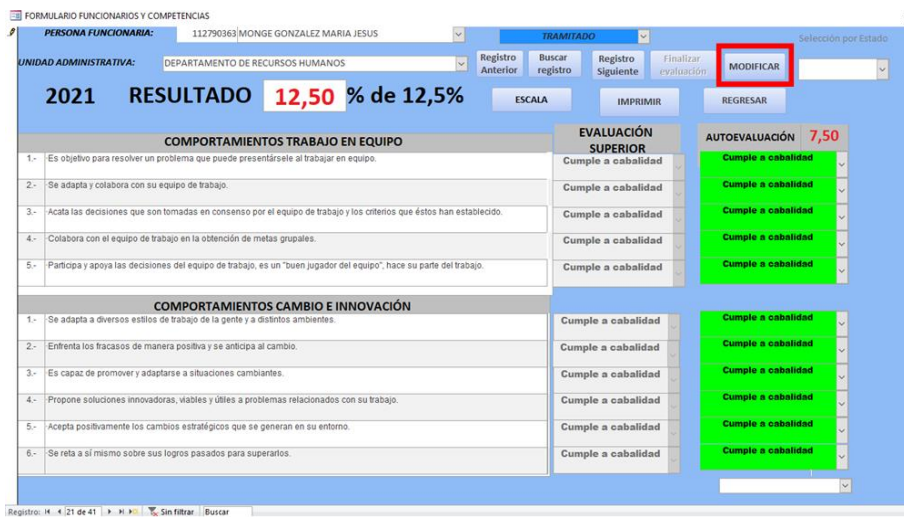 FORMULARIO FUNCIONARIOS Y COMPETENCIAS
PERSONA FUNCIONARIA: 112790363 MONGE GONZALEZ MARIA JESUS TRAMITADO Selección por Estado
UNIDAD ADMINISTRATIVA: DEPARTAMENTO DE RECURSOS HUMANOS Registro Anterior Buscar registro Registro Siguiente Finalizar evaluación MODIFICAR
2021 RESULTADO 12,50 % de 12,5% ESCALA IMPRIMIR REGRESAR
COMPORTAMIENTOS TRABAJO EN EQUIPO EVALUACIÓN SUPERIOR AUTOEVALUACIÓN 7,50
1.- Es objetivo para resolver un problema que puede presentársele al trabajar en equipo. Cumple a cabalidad Cumple a cabalidad
2.- Se adapta y colabora con su equipo de trabajo. Cumple a cabalidad Cumple a cabalidad
3.- Acata las decisiones que son tomadas en consenso por el equipo de trabajo y los criterios que éstos han establecido. Cumple a cabalidad Cumple a cabalidad
4.- Colabora con el equipo de trabajo en la obtención de metas grupales. Cumple a cabalidad Cumple a cabalidad
5.- Participa y apoya las decisiones del equipo de trabajo, es un "buen jugador del equipo", hace su parte del trabajo. Cumple a cabalidad Cumple a cabalidad
COMPORTAMIENTOS CAMBIO E INNOVACIÓN
1.- Se adapta a diversos estilos de trabajo de la gente y a distintos ambientes. Cumple a cabalidad Cumple a cabalidad
2.- Enfrenta los fracasos de manera positiva y se anticipa al cambio. Cumple a cabalidad Cumple a cabalidad
3.- Es capaz de promover y adaptarse a situaciones cambiantes. Cumple a cabalidad Cumple a cabalidad
4.- Propone soluciones innovadoras, viables y útiles a problemas relacionados con su trabajo. Cumple a cabalidad Cumple a cabalidad
5.- Acepta positivamente los cambios estratégicos que se generan en su entorno. Cumple a cabalidad Cumple a cabalidad
6.- Se reta a sí mismo sobre sus logros pasados para superarlos. Cumple a cabalidad Cumple a cabalidad
Registro: 21 de 41 Sin filtrar Buscar